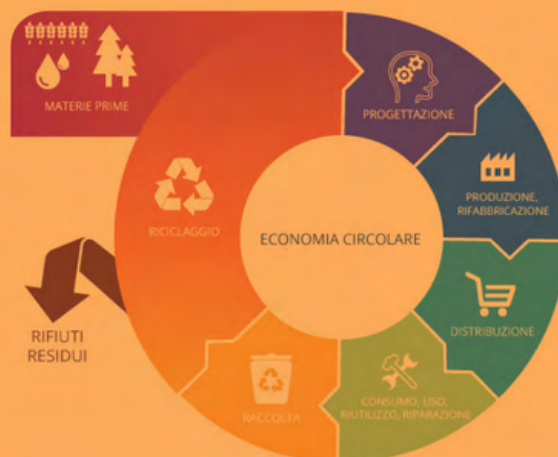 MATERIE PRIME
PROGETTAZIONE
PRODUZIONE,
RIFABBRICAZIONE
ECONOMIA CIRCOLARE
RICICLAGGIO
DISTRIBUZIONE
RIFIUTI
RESIDUI
CONSUMO, USO,
RIUTILIZZO, RIPARAZIONE
RACCOLTA